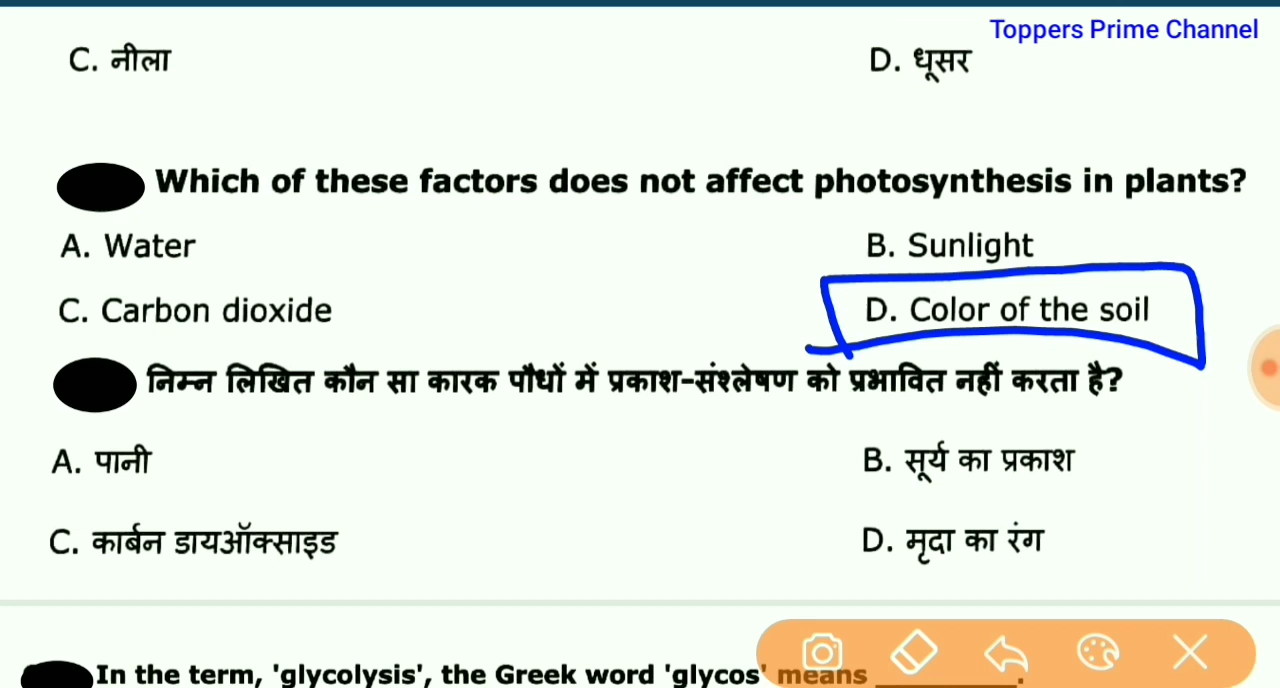 Toppers Prime Channel
C. नीला D. धूसर
Which of these factors does not affect photosynthesis in plants?
A. Water B. Sunlight
C. Carbon dioxide D. Color of the soil
निम्न लिखित कौन सा कारक पौधों में प्रकाश-संश्लेषण को प्रभावित नहीं करता है?
A. पानी B. सूर्य का प्रकाश
C. कार्बन डायऑक्साइड D. मृदा का रंग
In the term, 'glycolysis', the Greek word 'glycos' means __________.